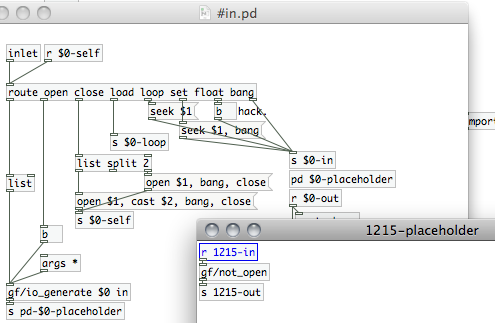 #in.pd
inlet
r $0-self
route open close load loop set float bang
seek $1
b
hack.
s $0-loop
seek $1, bang
list split 2
s $0-in
list
open $1, bang, close
pd $0-placeholder
open $1, cast $2, bang, close
r $0-out
s $0-self
b
1215-placeholder
args *
r 1215-in
gf/not_open
gf/io_generate $0 in
s 1215-out
s pd-$0-placeholder